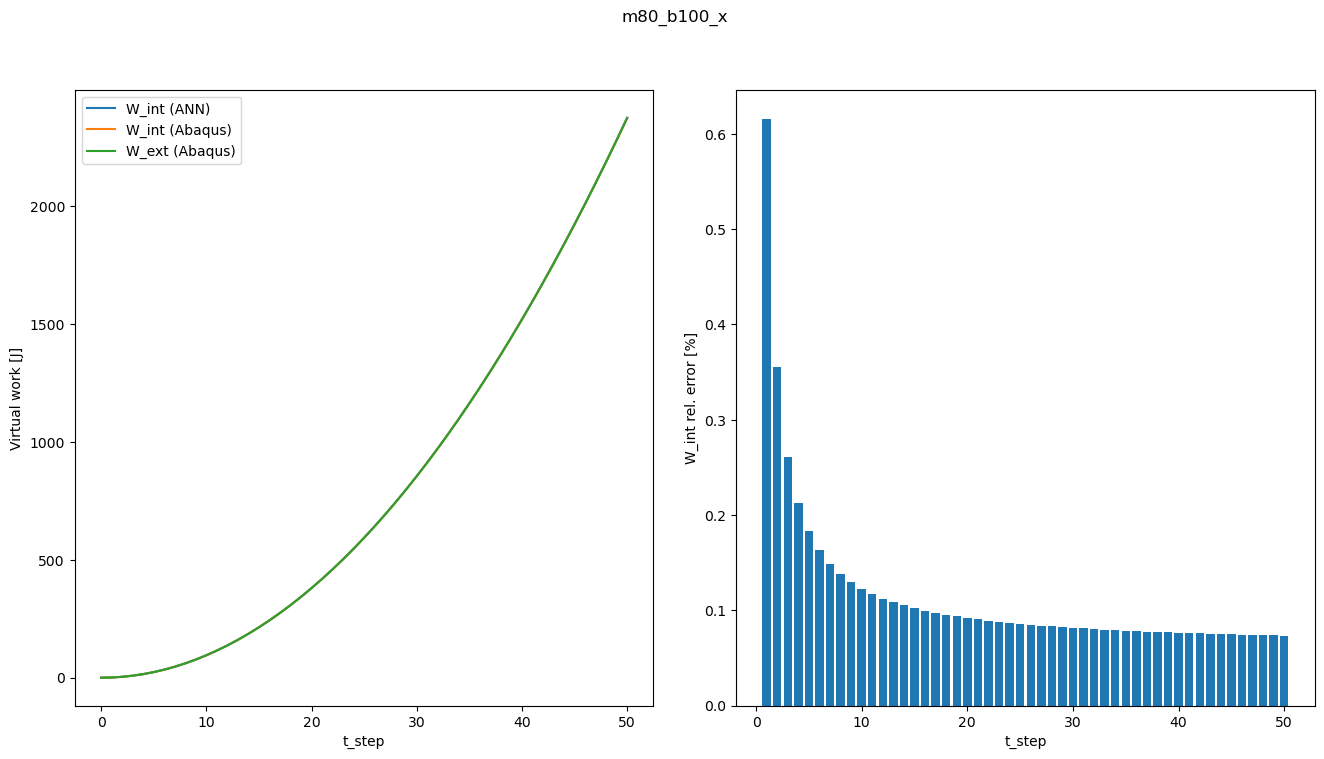 m80_b100_x
W_int (ANN)
W_int (Abaqus)
W_ext (Abaqus)
Virtual work [J]
2000
1500
1000
500
0
0 10 20 30 40 50
t_step
W_int rel. error [%]
0.6
0.5
0.4
0.3
0.2
0.1
0.0
0 10 20 30 40 50
t_step